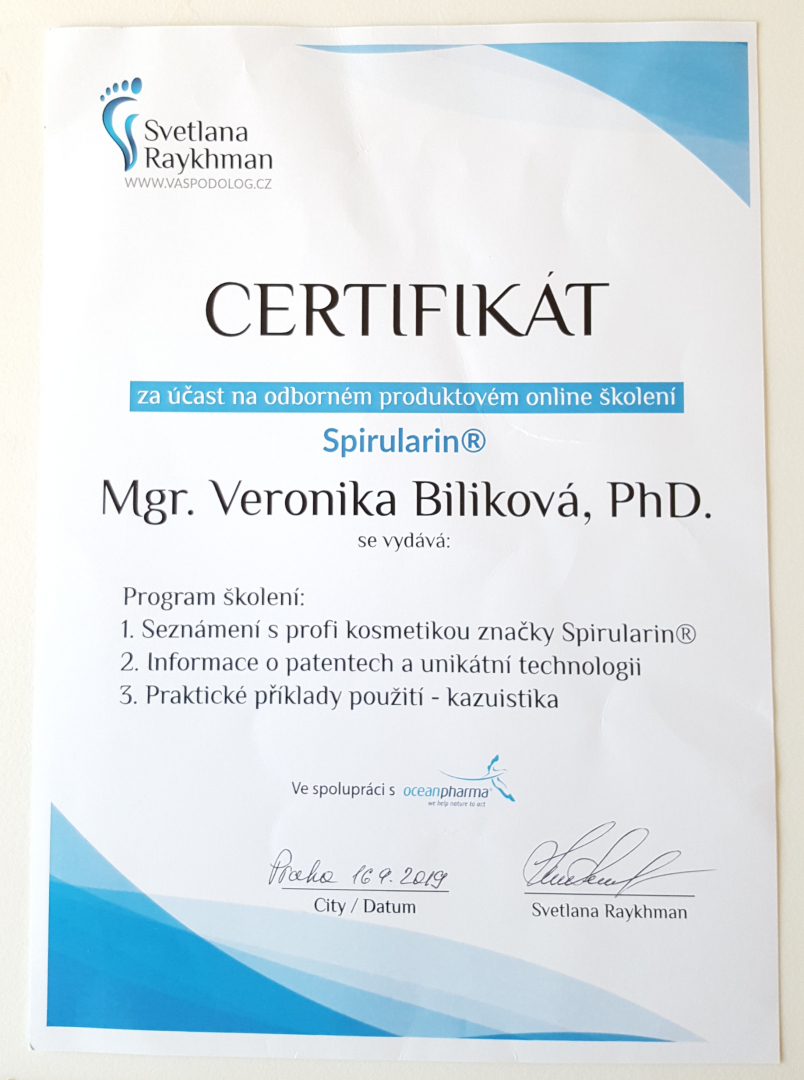 Svetlana
Raykhman
WWW.VASPODOLOG.CZ
CERTIFIKÁT
za účast na odborném produktovém online školení
Spirularin®
Mgr. Veronika Biliková, PhD.
se vydává:
Program školení:
1. Seznámení s profi kosmetikou značky Spirularin®
2. Informace o patentech a unikátní technologii
3. Praktické příklady použití - kazuistika
Ve spolupráci s oceanpharma®
we help nature to act
Praha 16 9. 2019
City / Datum
Svetlana Raykhman